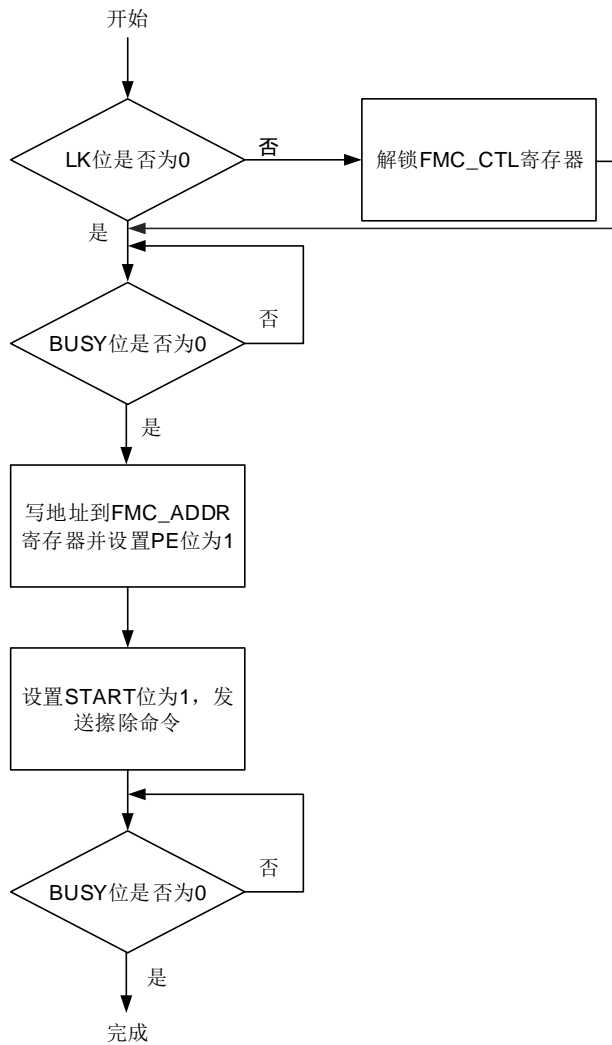 开始
LK位是否为0
否
解锁FMC_CTL寄存器
是
BUSY位是否为0
否
是
写地址到FMC_ADDR
寄存器并设置PE位为1
设置START位为1，发
送擦除命令
BUSY位是否为0
否
是
完成